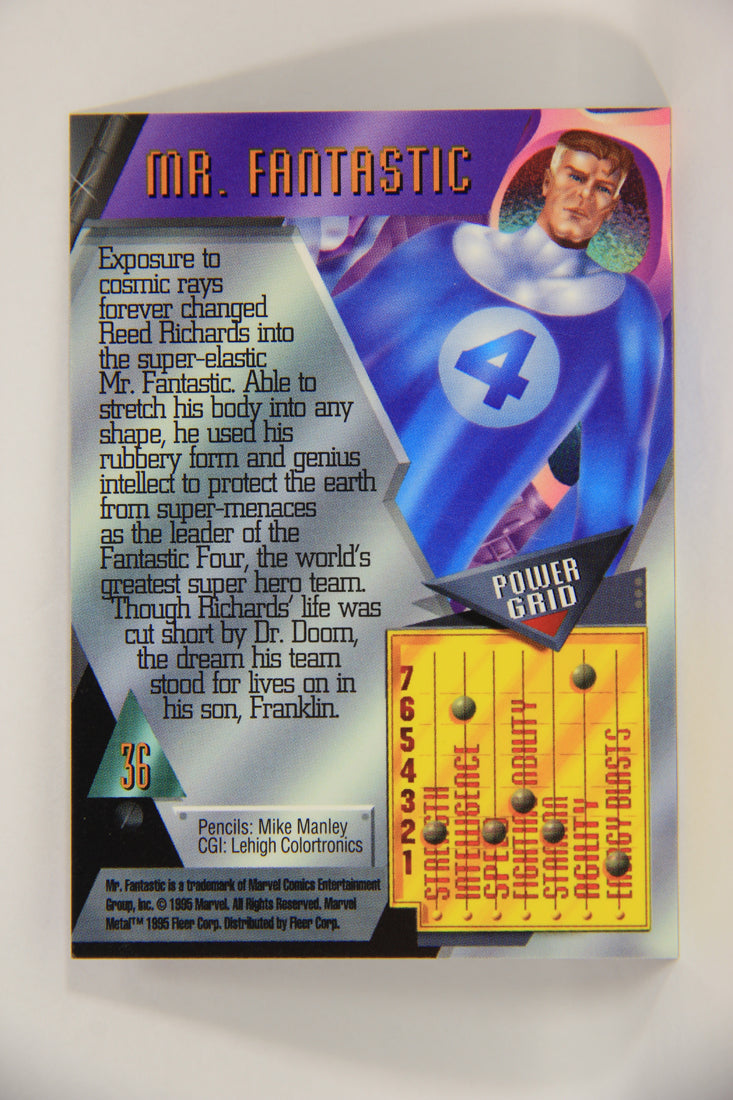 MR. FANTASTIC
4
Exposure to
cosmic rays
forever changed
Reed Richards into
the super-elastic
Mr. Fantastic. Able to
stretch his body into any
shape, he used his
rubbery form and genius
intellect to protect the earth
from super-menaces
as the leader of the
Fantastic Four, the world's
greatest super hero team.
Though Richards' life was
cut short by Dr. Doom,
the dream his team
stood for lives on in
his son, Franklin.
36
Pencils: Mike Manley
CGI: Lehigh Colortronics
Mr. Fantastic is a trademark of Marvel Comics Entertainment
Group, Inc. © 1995 Marvel. All Rights Reserved. Marvel
Metal™ 1995 Fleer Corp. Distributed by Fleer Corp.
POWER
GRID
7
6
5
4
3
2
1
STRENGTH
INTELLIGENCE
SPEED
FIGHTING ABILITY
STAMINA
AGILITY
ENERGY BLASTS